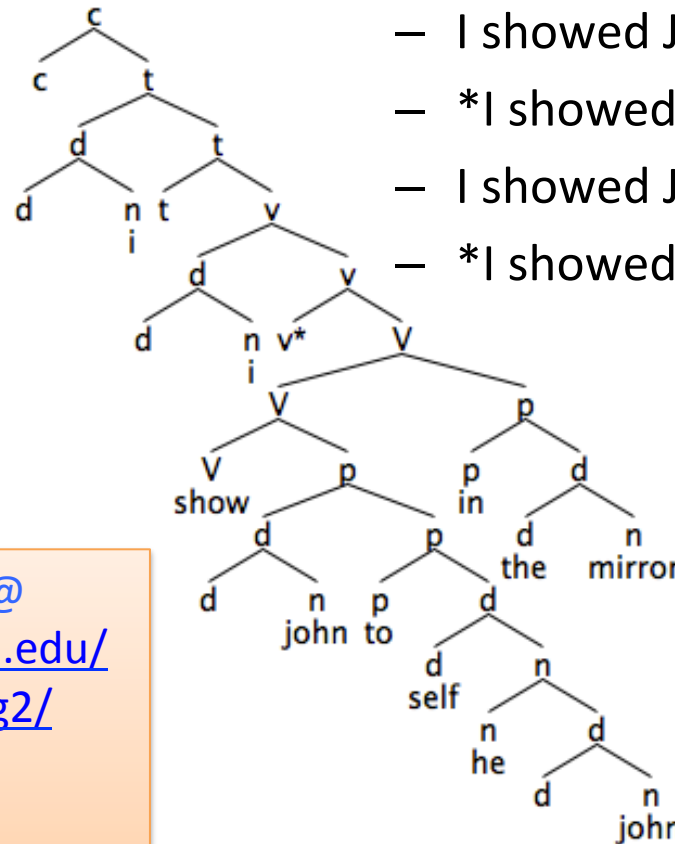 c
c t
d t
d n t v
i
d v
d n v* V
i
V p
V p p d
show in
d p d n
the mirror
d n p d
john to
d n
self
n d
he
d n
john
– I showed J
– *I showed
– I showed J
– *I showed
@
.edu/
g2/